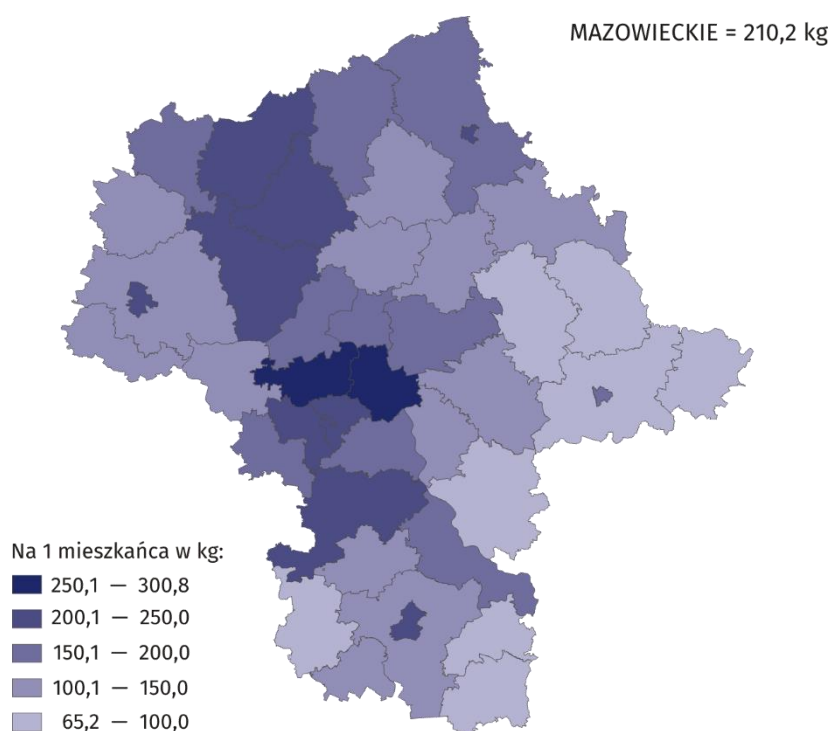 MAZOWIECKIE = 210,2 kg
Na 1 mieszkańca w kg:
250,1 — 300,8
200,1 — 250,0
150,1 — 200,0
100,1 — 150,0
65,2 — 100,0